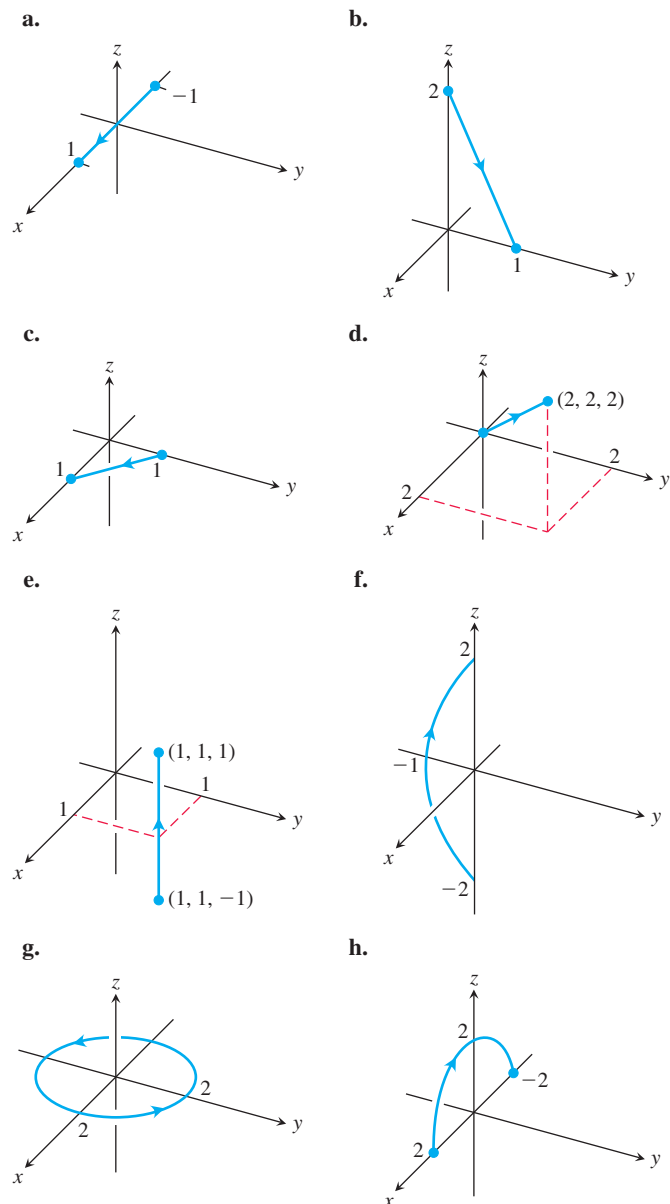 a.
b.
z
−1
1
y
x
z
2
1
y
x
c.
d.
z
1
1
y
x
z
(2, 2, 2)
2
2
y
x
e.
f.
z
(1, 1, 1)
1
1
y
x
(1, 1, −1)
z
2
−1
x
y
−2
g.
h.
z
2
2
y
x
z
2
−2
2
y
x